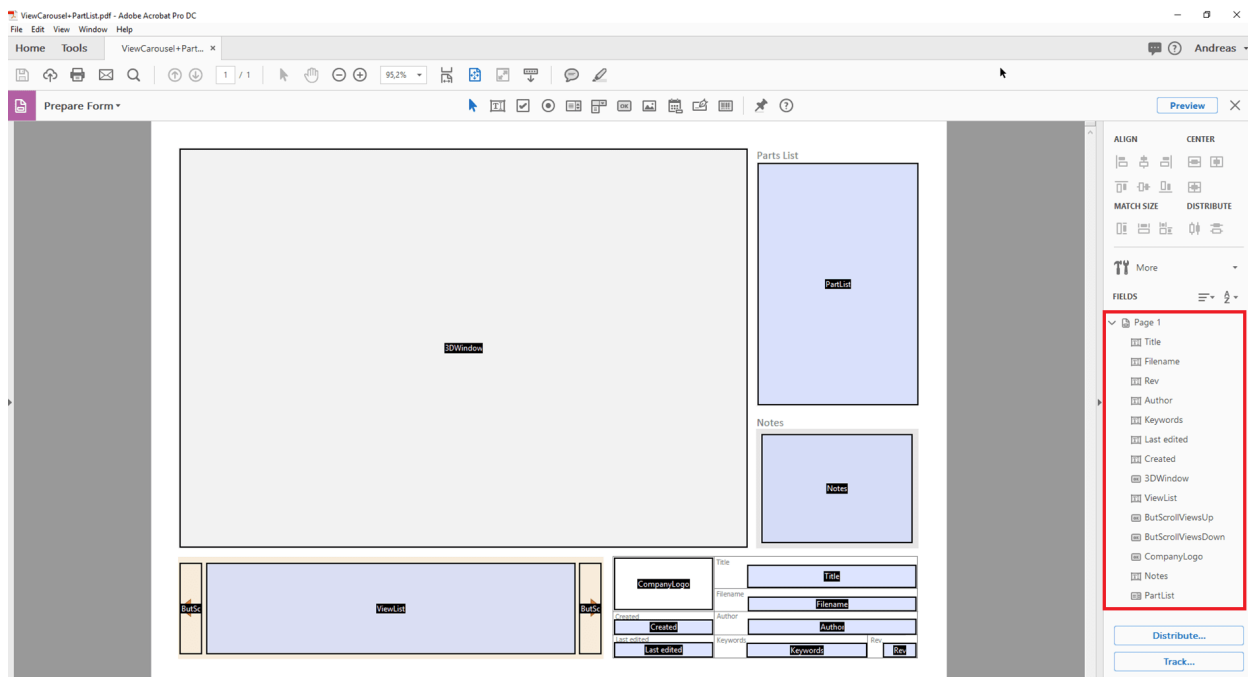 ViewCarousel+PartList.pdf - Adobe Acrobat Pro DC
File Edit View Window Help
Home Tools ViewCarousel+Part... × Andreas
1 / 1 95,2%
Prepare Form Preview
Parts List
PartList
3DWindow
Notes
Notes
ButSc
ViewList
ButSc
CompanyLogo
Title
Title
Filename
Filename
Created
Created
Author
Author
Last edited
Last edited
Keywords
Keywords
Rev
Rev
ALIGN CENTER
MATCH SIZE DISTRIBUTE
More
FIELDS
Page 1
Title
Filename
Rev
Author
Keywords
Last edited
Created
3DWindow
ViewList
ButScrollViewsUp
ButScrollViewsDown
CompanyLogo
Notes
PartList
Distribute...
Track...